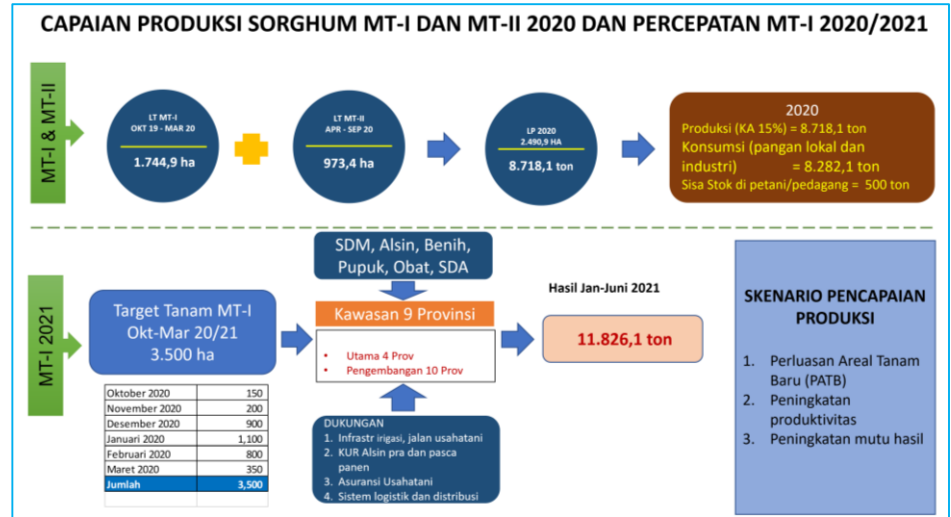 CAPAIAN PRODUKSI SORGHUM MT-I DAN MT-II 2020 DAN PERCEPATAN MT-I 2020/2021
MT-I & MT-II
LT MT-I
OKT 19 - MAR 20
1.744,9 ha
LT MT-II
APR - SEP 20
973,4 ha
LP 2020
2.490,9 HA
8.718,1 ton
2020
Produksi (KA 15%) = 8.718,1 ton
Konsumsi (pangan lokal dan
industri) = 8.282,1 ton
Sisa Stok di petani/pedagang = 500 ton
MT-I 2021
Target Tanam MT-I
Okt-Mar 20/21
3.500 ha
Oktober 2020 150
November 2020 200
Desember 2020 900
Januari 2020 1,100
Februari 2020 800
Maret 2020 350
Jumlah 3,500
SDM, Alsin, Benih,
Pupuk, Obat, SDA
Kawasan 9 Provinsi
• Utama 4 Prov
• Pengembangan 10 Prov
DUKUNGAN
1. Infrastr irigasi, jalan usahatani
2. KUR Alsin pra dan pasca
panen
3. Asuransi Usahatani
4. Sistem logistik dan distribusi
Hasil Jan-Juni 2021
11.826,1 ton
SKENARIO PENCAPAIAN
PRODUKSI
1. Perluasan Areal Tanam
Baru (PATB)
2. Peningkatan
produktivitas
3. Peningkatan mutu hasil